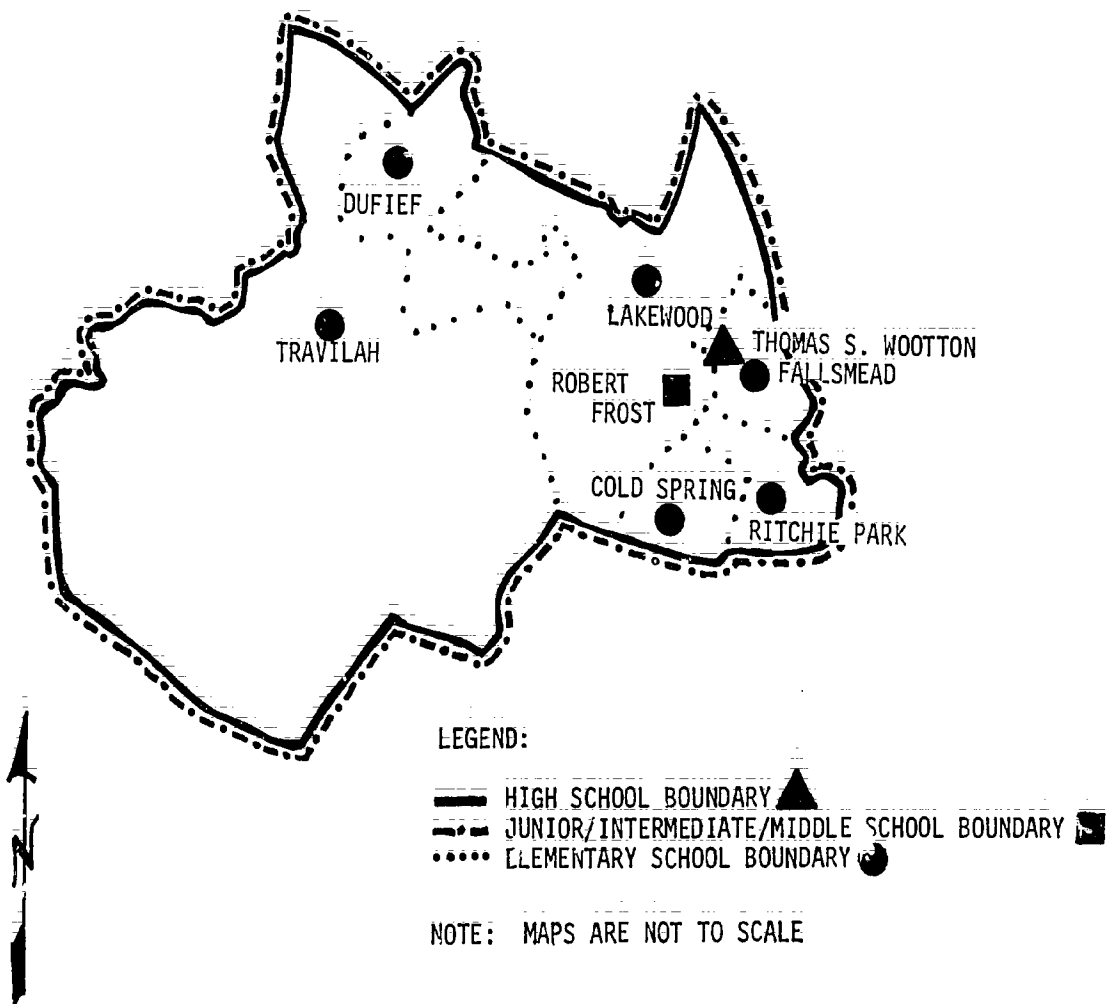 DUFIEF
TRAVILAH
LAKEWOOD
THOMAS S. WOOTTON
FALLSMEAD
ROBERT
FROST
COLD SPRING
RITCHIE PARK
LEGEND:
HIGH SCHOOL BOUNDARY
JUNIOR/INTERMEDIATE/MIDDLE SCHOOL BOUNDARY
ELEMENTARY SCHOOL BOUNDARY
NOTE: MAPS ARE NOT TO SCALE
N